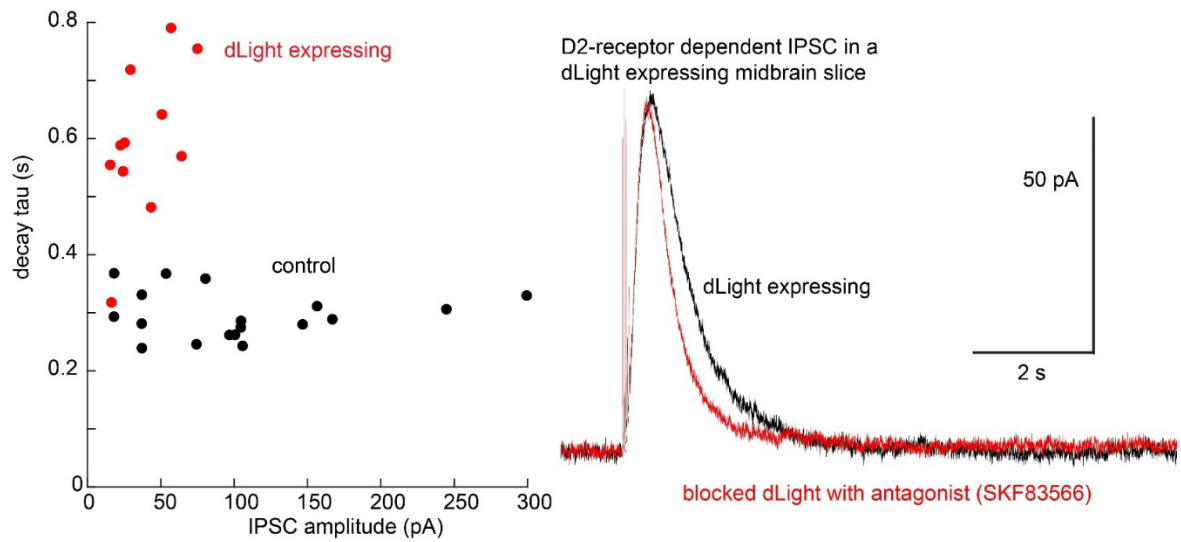 0.8
0.6
0.4
0.2
0
decay tau (s)
dLight expressing
control
0
50
100
150
200
250
300
IPSC amplitude (pA)
D2-receptor dependent IPSC in a
dLight expressing midbrain slice
50 pA
dLight expressing
2 s
blocked dLight with antagonist (SKF83566)